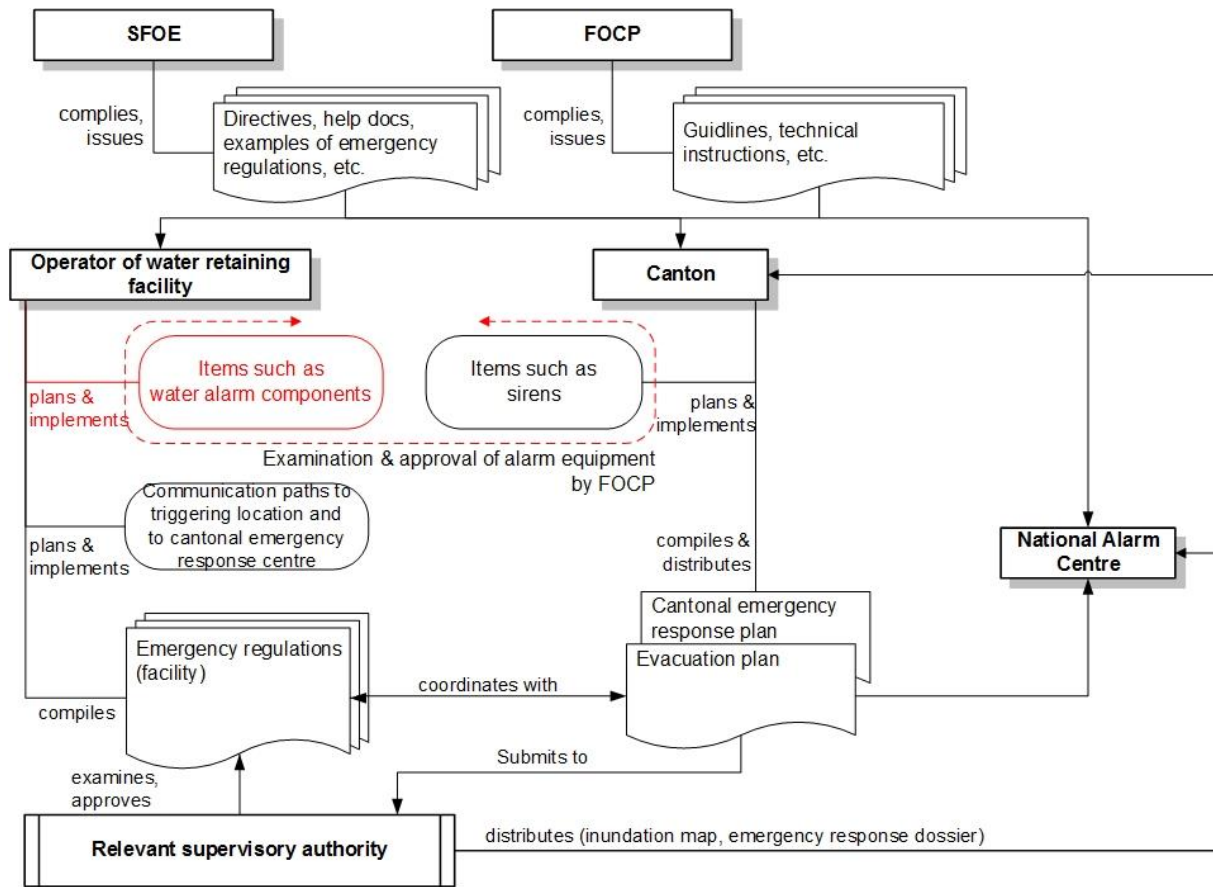 SFOE
FOCP
complies,
issues
Directives, help docs,
examples of emergency
regulations, etc.
complies,
issues
Guidlines, technical
instructions, etc.
Operator of water retaining
facility
Canton
Items such as
water alarm components
Items such as
sirens
plans &
implements
plans &
implements
Examination & approval of alarm equipment
by FOCP
Communication paths to
triggering location and
to cantonal emergency
response centre
plans &
implements
compiles &
distributes
National Alarm
Centre
Cantonal emergency
response plan
Evacuation plan
Emergency regulations
(facility)
coordinates with
compiles
Submits to
examines,
approves
Relevant supervisory authority
distributes (inundation map, emergency response dossier)